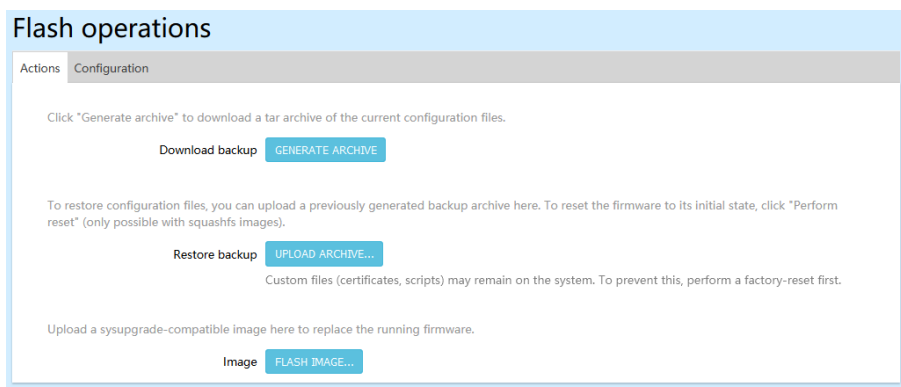 Flash operations
Actions Configuration
Click "Generate archive" to download a tar archive of the current configuration files.
Download backup GENERATE ARCHIVE
To restore configuration files, you can upload a previously generated backup archive here. To reset the firmware to its initial state, click "Perform
reset" (only possible with squashfs images).
Restore backup UPLOAD ARCHIVE...
Custom files (certificates, scripts) may remain on the system. To prevent this, perform a factory-reset first.
Upload a sysupgrade-compatible image here to replace the running firmware.
Image FLASH IMAGE...